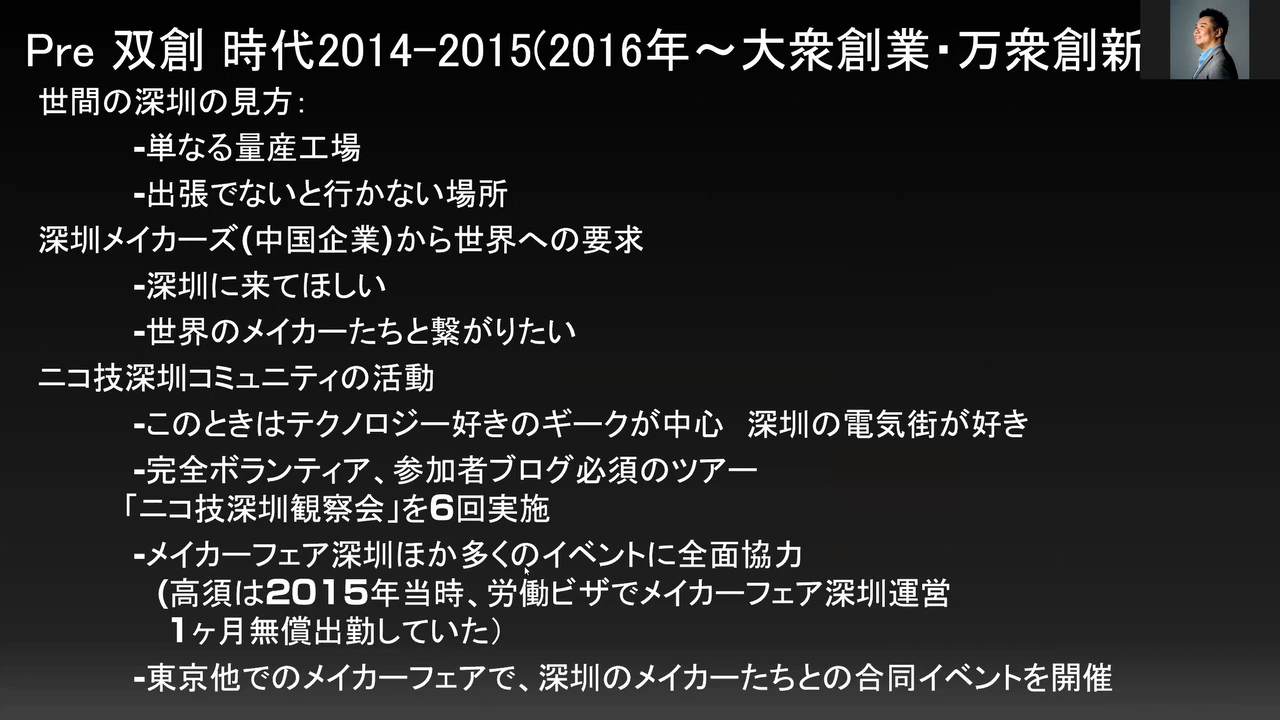 Pre 双創 時代2014-2015(2016年～大衆創業・万衆創新
世間の深圳の見方：
-単なる量産工場
-出張でないと行かない場所
深圳メイカーズ(中国企業)から世界への要求
-深圳に来てほしい
-世界のメイカーたちと繋がりたい
ニコ技深圳コミュニティの活動
-このときはテクノロジー好きのギークが中心　深圳の電気街が好き
-完全ボランティア、参加者ブログ必須のツアー
「ニコ技深圳観察会」を6回実施
-メイカーフェア深圳ほか多くのイベントに全面協力
(高須は2015年当時、労働ビザでメイカーフェア深圳運営
1ヶ月無償出勤していた）
-東京他でのメイカーフェアで、深圳のメイカーたちとの合同イベントを開催